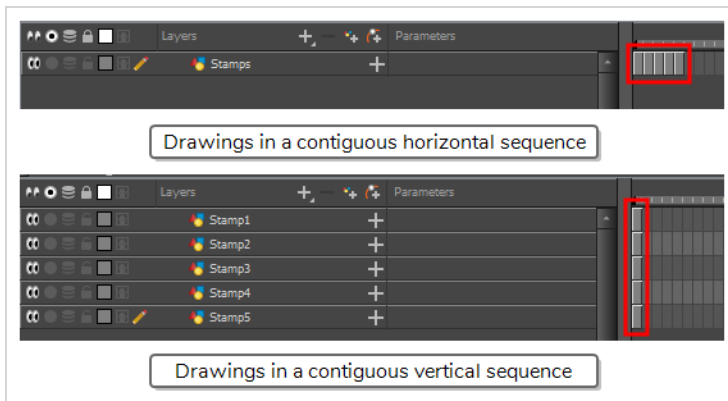 Layers Parameters
Stamps
Drawings in a contiguous horizontal sequence
Layers Parameters
Stamp1
Stamp2
Stamp3
Stamp4
Stamp5
Drawings in a contiguous vertical sequence